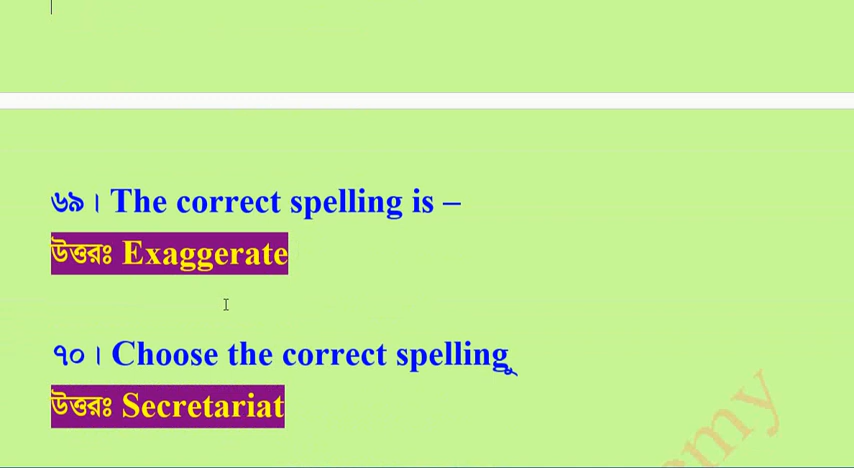 ৬৯। The correct spelling is –
উত্তরঃ Exaggerate
৭০। Choose the correct spelling
উত্তরঃ Secretariat